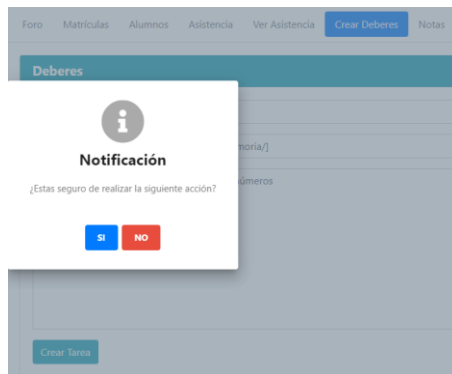 Foro Matrículas Alumnos Asistencia Ver Asistencia Crear Deberes Notas
Deberes
moria/]
Notificación
úmeros
¿Estas seguro de realizar la siguiente acción?
SI NO
Crear Tarea